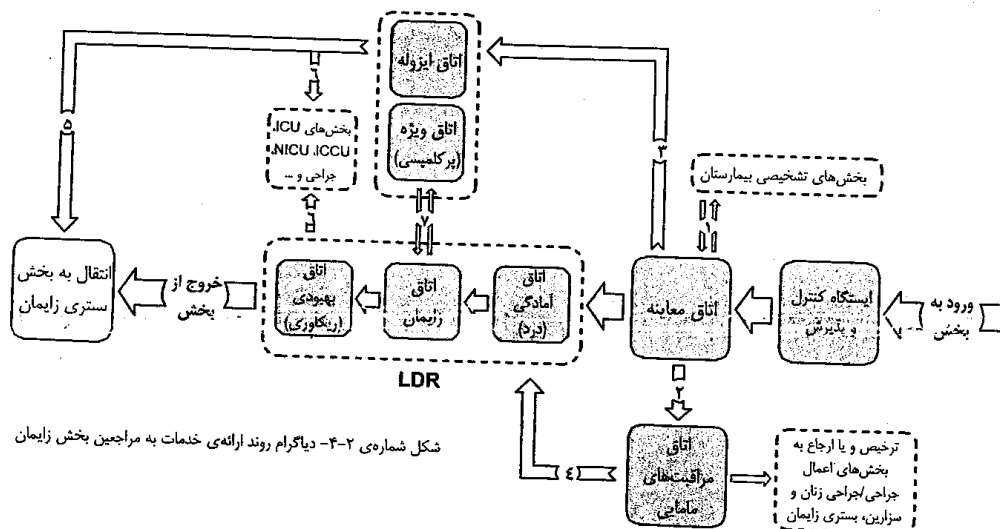 ورود به
بخش
ایستگاه کنترل
و پذیرش
اتاق معاینه
۱
بخش‌های تشخیصی بیمارستان
۲
اتاق
مراقبت‌های
مامایی
ترخیص و یا ارجاع به
بخش‌های اعمال
جراحی/جراحی زنان و
سزارین، بستری زایمان
۳
اتاق ایزوله
اتاق ویژه
(پرکلمپسی)
۴
اتاق
آمادگی
(درد)
اتاق
زایمان
اتاق
بهبودی
(ریکاوری)
LDR
۷
۶
بخش‌های ICU،
ICCU، NICU،
جراحی و ...
۶
۵
خروج از
بخش
انتقال به بخش
بستری زایمان
شکل شماره‌ی ۲-۴- دیاگرام روند ارائه‌ی خدمات به مراجعین بخش زایمان